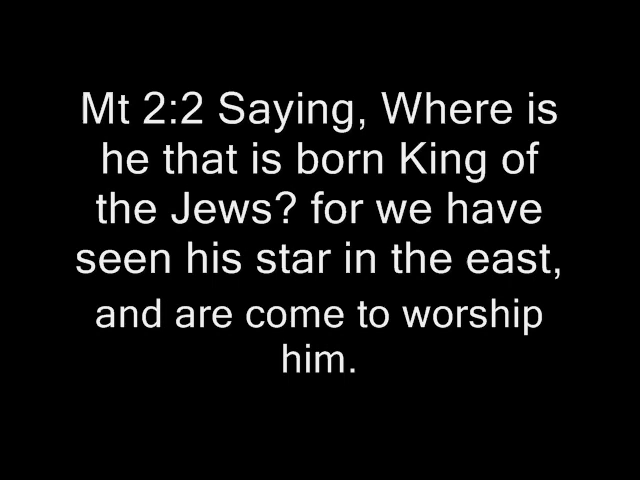 Mt 2:2 Saying, Where is
he that is born King of
the Jews? for we have
seen his star in the east,
and are come to worship
him.